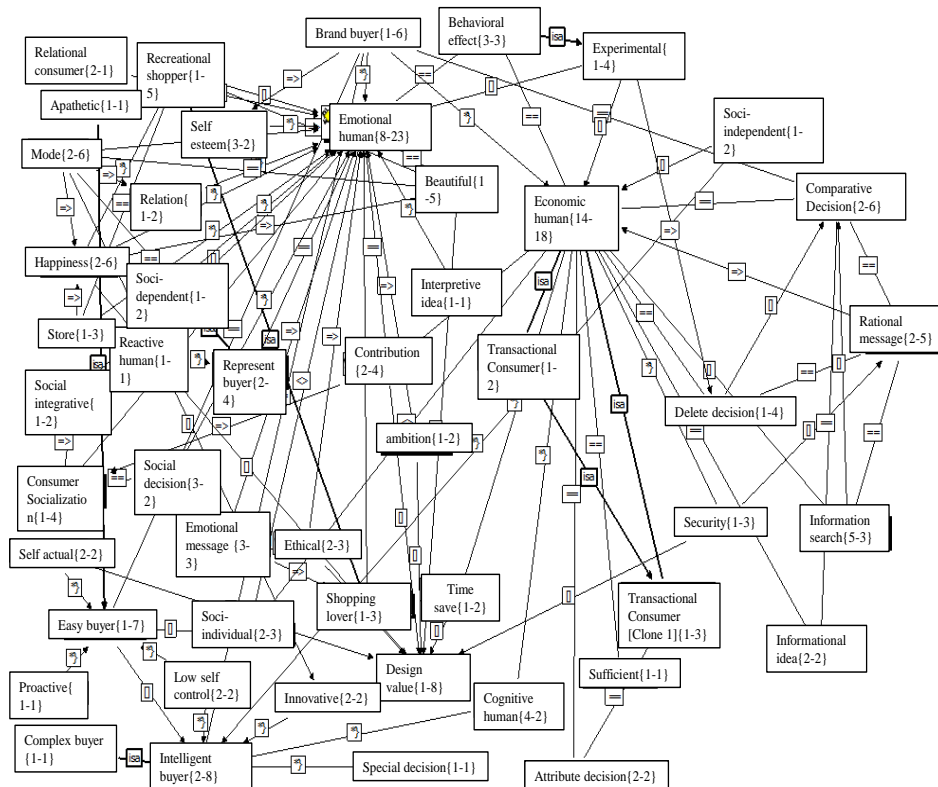 Brand buyer{1-6}
Behavioral
effect{3-3}
isa
Experimental{
1-4}
Relational
consumer{2-1}
Recreational
shopper{1-
5}
Apathetic{1-1}
Self
esteem{3-2}
Emotional
human{8-23}
Soci-
independent{1-
2}
Mode{2-6}
Relation{
1-2}
Beautiful{1
-5}
Economic
human{14-
18}
Comparative
Decision{2-6}
Happiness{2-6}
Soci-
dependent{1-
2}
Interpretive
idea{1-1}
isa
Store{1-3}
Reactive
human{1-
1}
isa
Represent
buyer{2-
4}
Contribution
{2-4}
Transactional
Consumer{1-
2}
Rational
message{2-5}
isa
Social
integrative{
1-2}
isa
Delete decision{1-4}
ambition{1-2}
Consumer
Socializatio
n{1-4}
Social
decision{3-
2}
isa
Emotional
message {3-
3}
Ethical{2-3}
Security{1-3}
Information
search{5-3}
Self actual{2-2}
Easy buyer{1-7}
Soci-
individual{2-3}
Shopping
lover{1-3}
Time
save{1-2}
Transactional
Consumer
[Clone 1]{1-3}
Informational
idea{2-2}
Proactive{
1-1}
Low self
control{2-2}
Innovative{2-2}
Design
value{1-8}
Cognitive
human{4-2}
Sufficient{1-1}
Complex buyer
{1-1}
isa
Intelligent
buyer{2-8}
Special decision{1-1}
Attribute decision{2-2}